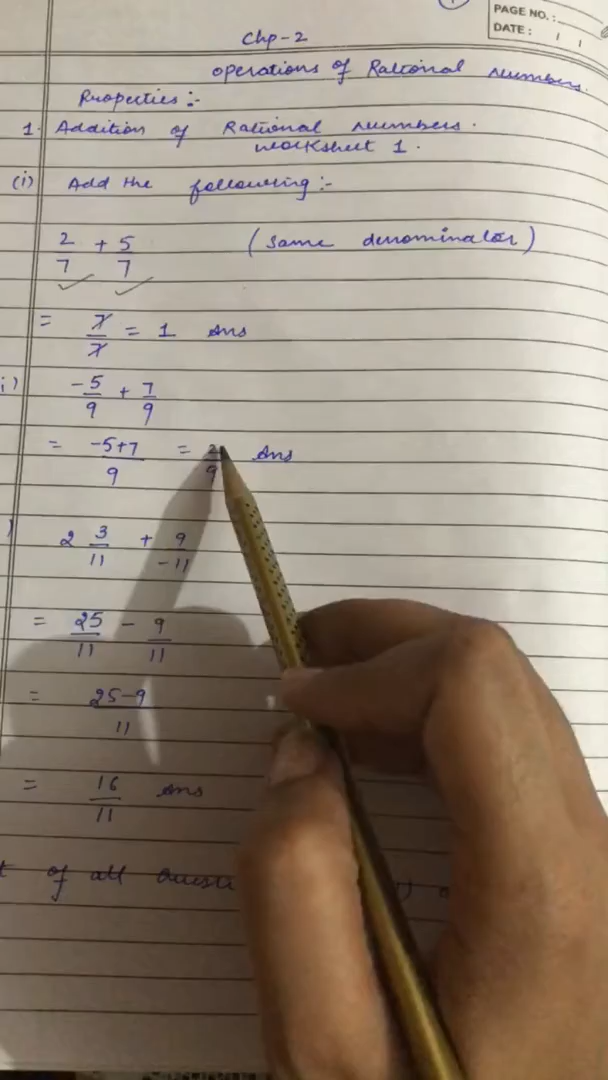 PAGE NO.:
DATE: / /
Chp-2
operations of Rational numbers.
Properties:-
1. Addition of Rational numbers.
worksheet 1.
(i) Add the following:-
2/7 + 5/7 (same denominator)
= 7/7 = 1 Ans
i) -5/9 + 7/9
= -5+7/9 = 2/9 Ans
) 2 3/11 + 9/-11
= 25/11 - 9/11
= 25-9/11
= 16/11 Ans
of all